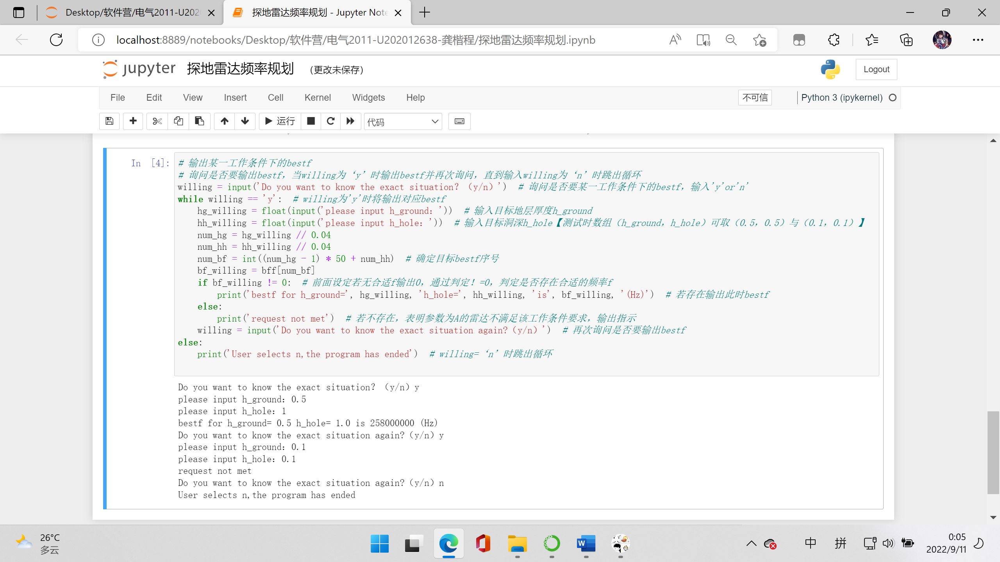 Desktop/软件营/电气2011-U202
探地雷达频率规划 - Jupyter Note
localhost:8889/notebooks/Desktop/软件营/电气2011-U202012638-龚楷程/探地雷达频率规划.ipynb
jupyter 探地雷达频率规划 (更改未保存)
Logout
File Edit View Insert Cell Kernel Widgets Help 不可信 Python 3 (ipykernel)
运行 代码
In [4]:
# 输出某一工作条件下的bestf
# 询问是否要输出bestf，当willing为‘y’时输出bestf并再次询问，直到输入willing为‘n’时跳出循环
willing = input('Do you want to know the exact situation? （y/n）')  # 询问是否要某一工作条件下的bestf，输入'y'or'n'
while willing == 'y':  # willing为'y'时将输出对应bestf
    hg_willing = float(input('please input h_ground：'))  # 输入目标地层厚度h_ground
    hh_willing = float(input('please input h_hole：'))  # 输入目标洞深h_hole【测试时数组（h_ground，h_hole）可取（0.5，0.5）与（0.1，0.1）】
    num_hg = hg_willing // 0.04
    num_hh = hh_willing // 0.04
    num_bf = int((num_hg - 1) * 50 + num_hh)  # 确定目标bestf序号
    bf_willing = bff[num_bf]
    if bf_willing != 0:  # 前面设定若无合适f输出0，通过判定！=0，判定是否存在合适的频率f
        print('bestf for h_ground=', hg_willing, 'h_hole=', hh_willing, 'is', bf_willing, '(Hz)')  # 若存在输出此时bestf
    else:
        print('request not met')  # 若不存在，表明参数为A的雷达不满足该工作条件要求，输出指示
    willing = input('Do you want to know the exact situation again?（y/n）')  # 再次询问是否要输出bestf
else:
    print('User selects n,the program has ended')  # willing=‘n’时跳出循环
Do you want to know the exact situation? （y/n）y
please input h_ground：0.5
please input h_hole：1
bestf for h_ground= 0.5 h_hole= 1.0 is 258000000 (Hz)
Do you want to know the exact situation again?（y/n）y
please input h_ground：0.1
please input h_hole：0.1
request not met
Do you want to know the exact situation again?（y/n）n
User selects n,the program has ended
26°C
多云
中 拼
0:05
2022/9/11